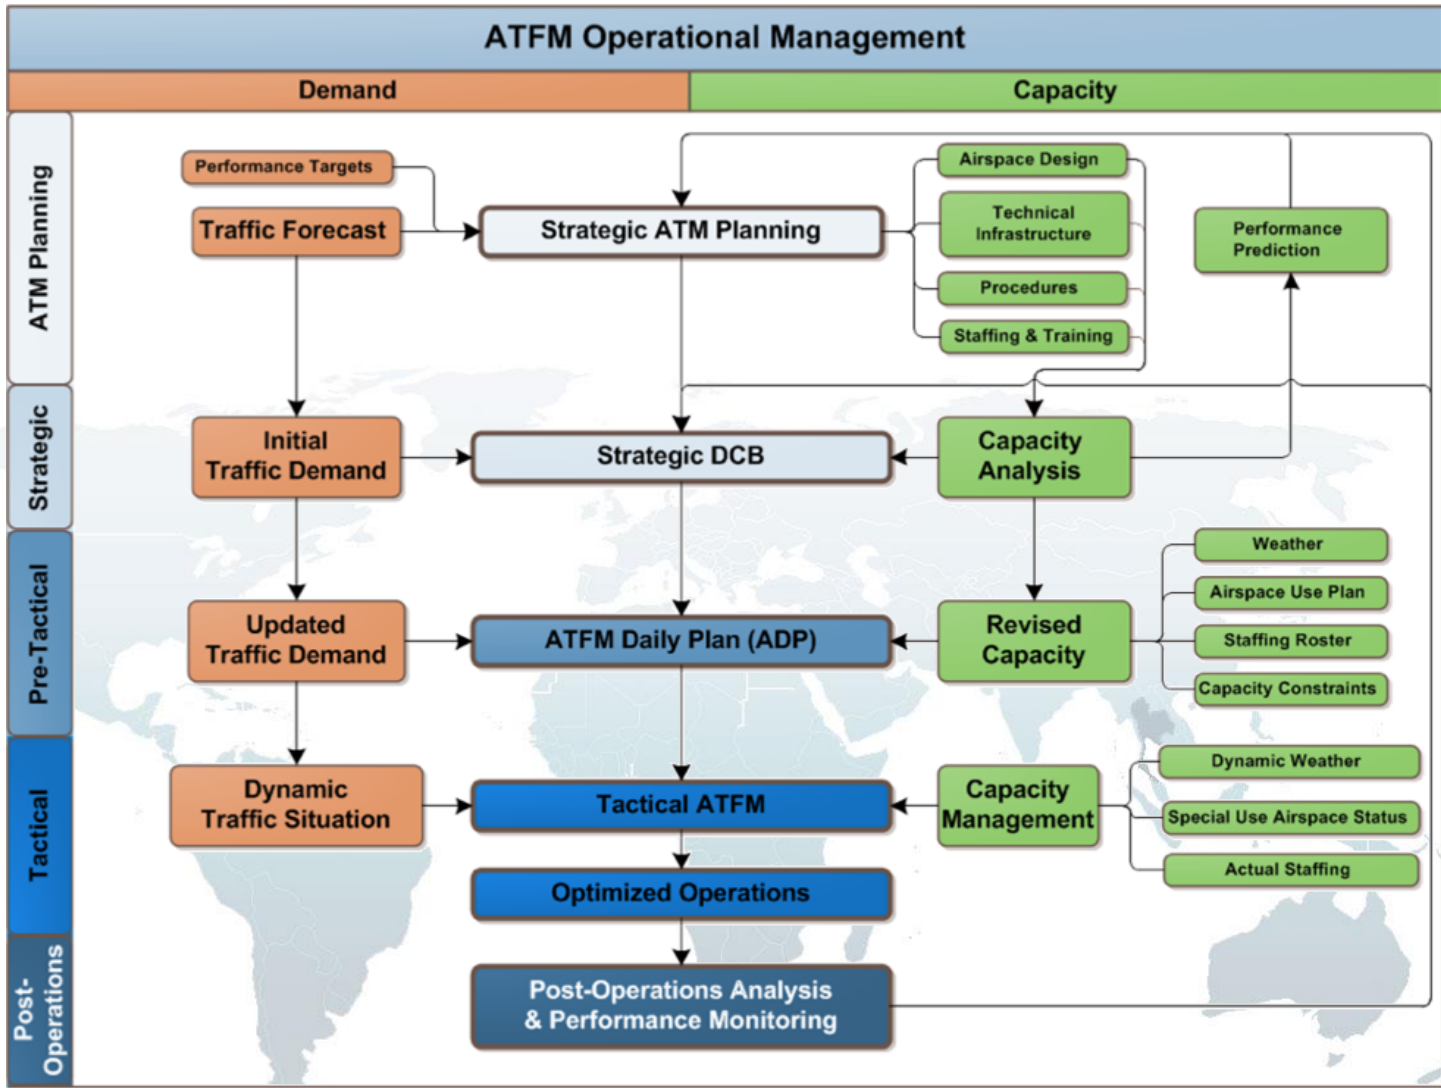 ATFM Operational Management
Demand
Capacity
ATM Planning
Performance Targets
Traffic Forecast
Strategic ATM Planning
Airspace Design
Technical
Infrastructure
Procedures
Staffing & Training
Performance
Prediction
Strategic
Initial
Traffic Demand
Strategic DCB
Capacity
Analysis
Pre-Tactical
Updated
Traffic Demand
ATFM Daily Plan (ADP)
Revised
Capacity
Weather
Airspace Use Plan
Staffing Roster
Capacity Constraints
Tactical
Dynamic
Traffic Situation
Tactical ATFM
Capacity
Management
Dynamic Weather
Special Use Airspace Status
Actual Staffing
Optimized Operations
Post-
Operations
Post-Operations Analysis
& Performance Monitoring